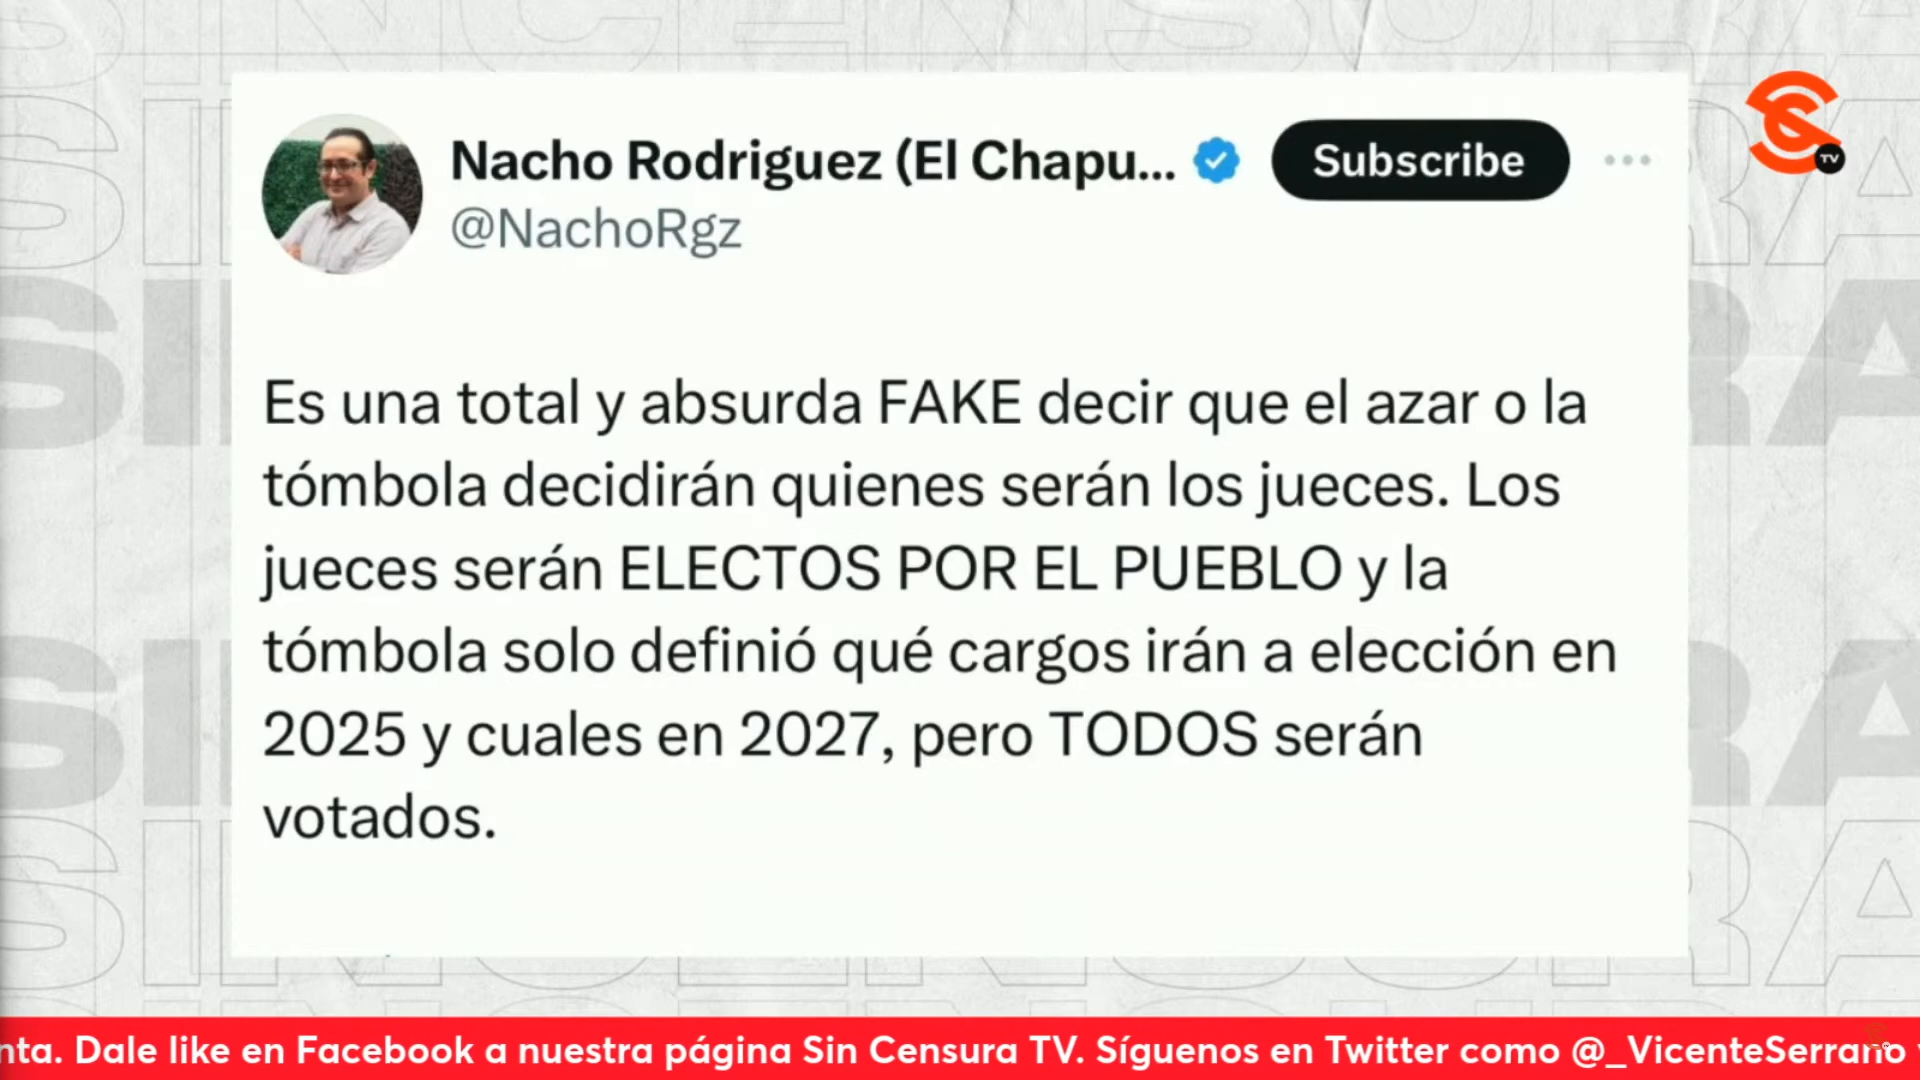 Nacho Rodriguez (El Chapu...
Subscribe
@NachoRgz
TV
Es una total y absurda FAKE decir que el azar o la
tómbola decidirán quienes serán los jueces. Los
jueces serán ELECTOS POR EL PUEBLO y la
tómbola solo definió qué cargos irán a elección en
2025 y cuales en 2027, pero TODOS serán
votados.
nta. Dale like en Facebook a nuestra página Sin Censura TV. Síguenos en Twitter como @_VicenteSerrano y